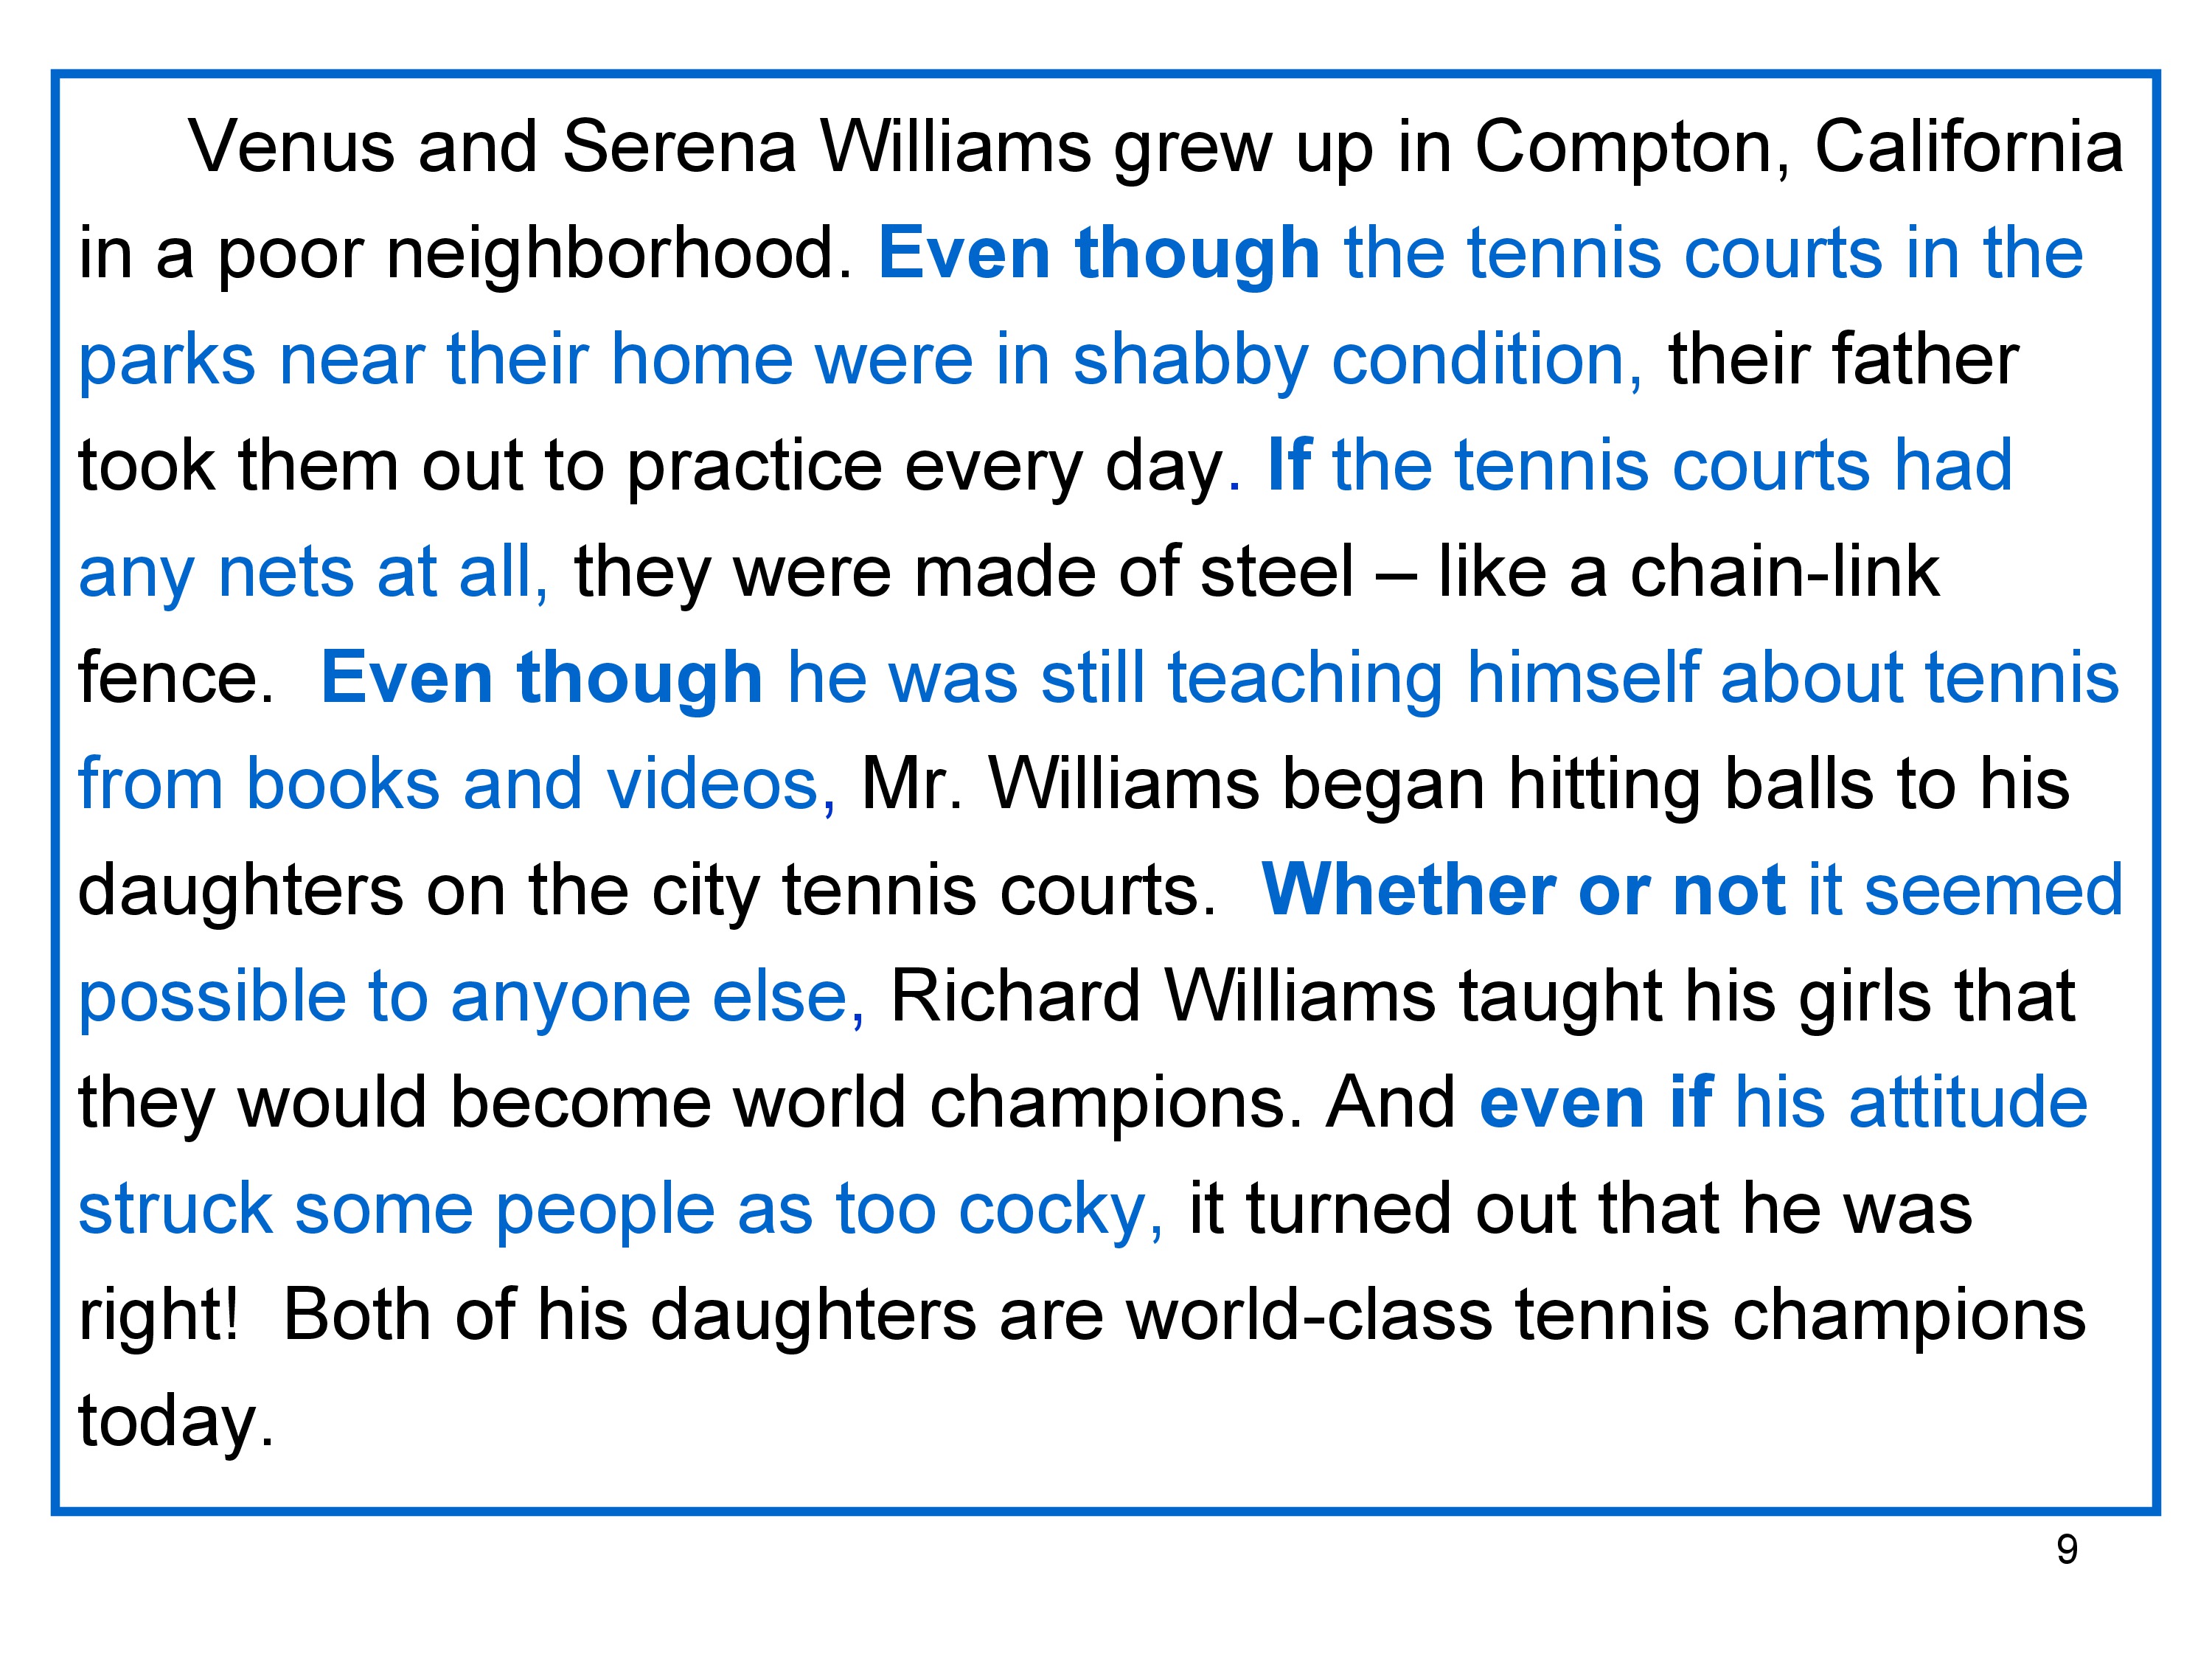 Venus and Serena Williams grew up in Compton, California
in a poor neighborhood. Even though the tennis courts in the
parks near their home were in shabby condition, their father
took them out to practice every day. If the tennis courts had
any nets at all, they were made of steel – like a chain-link
fence.  Even though he was still teaching himself about tennis
from books and videos, Mr. Williams began hitting balls to his
daughters on the city tennis courts.  Whether or not it seemed
possible to anyone else, Richard Williams taught his girls that
they would become world champions. And even if his attitude
struck some people as too cocky, it turned out that he was
right!  Both of his daughters are world-class tennis champions
today.
9